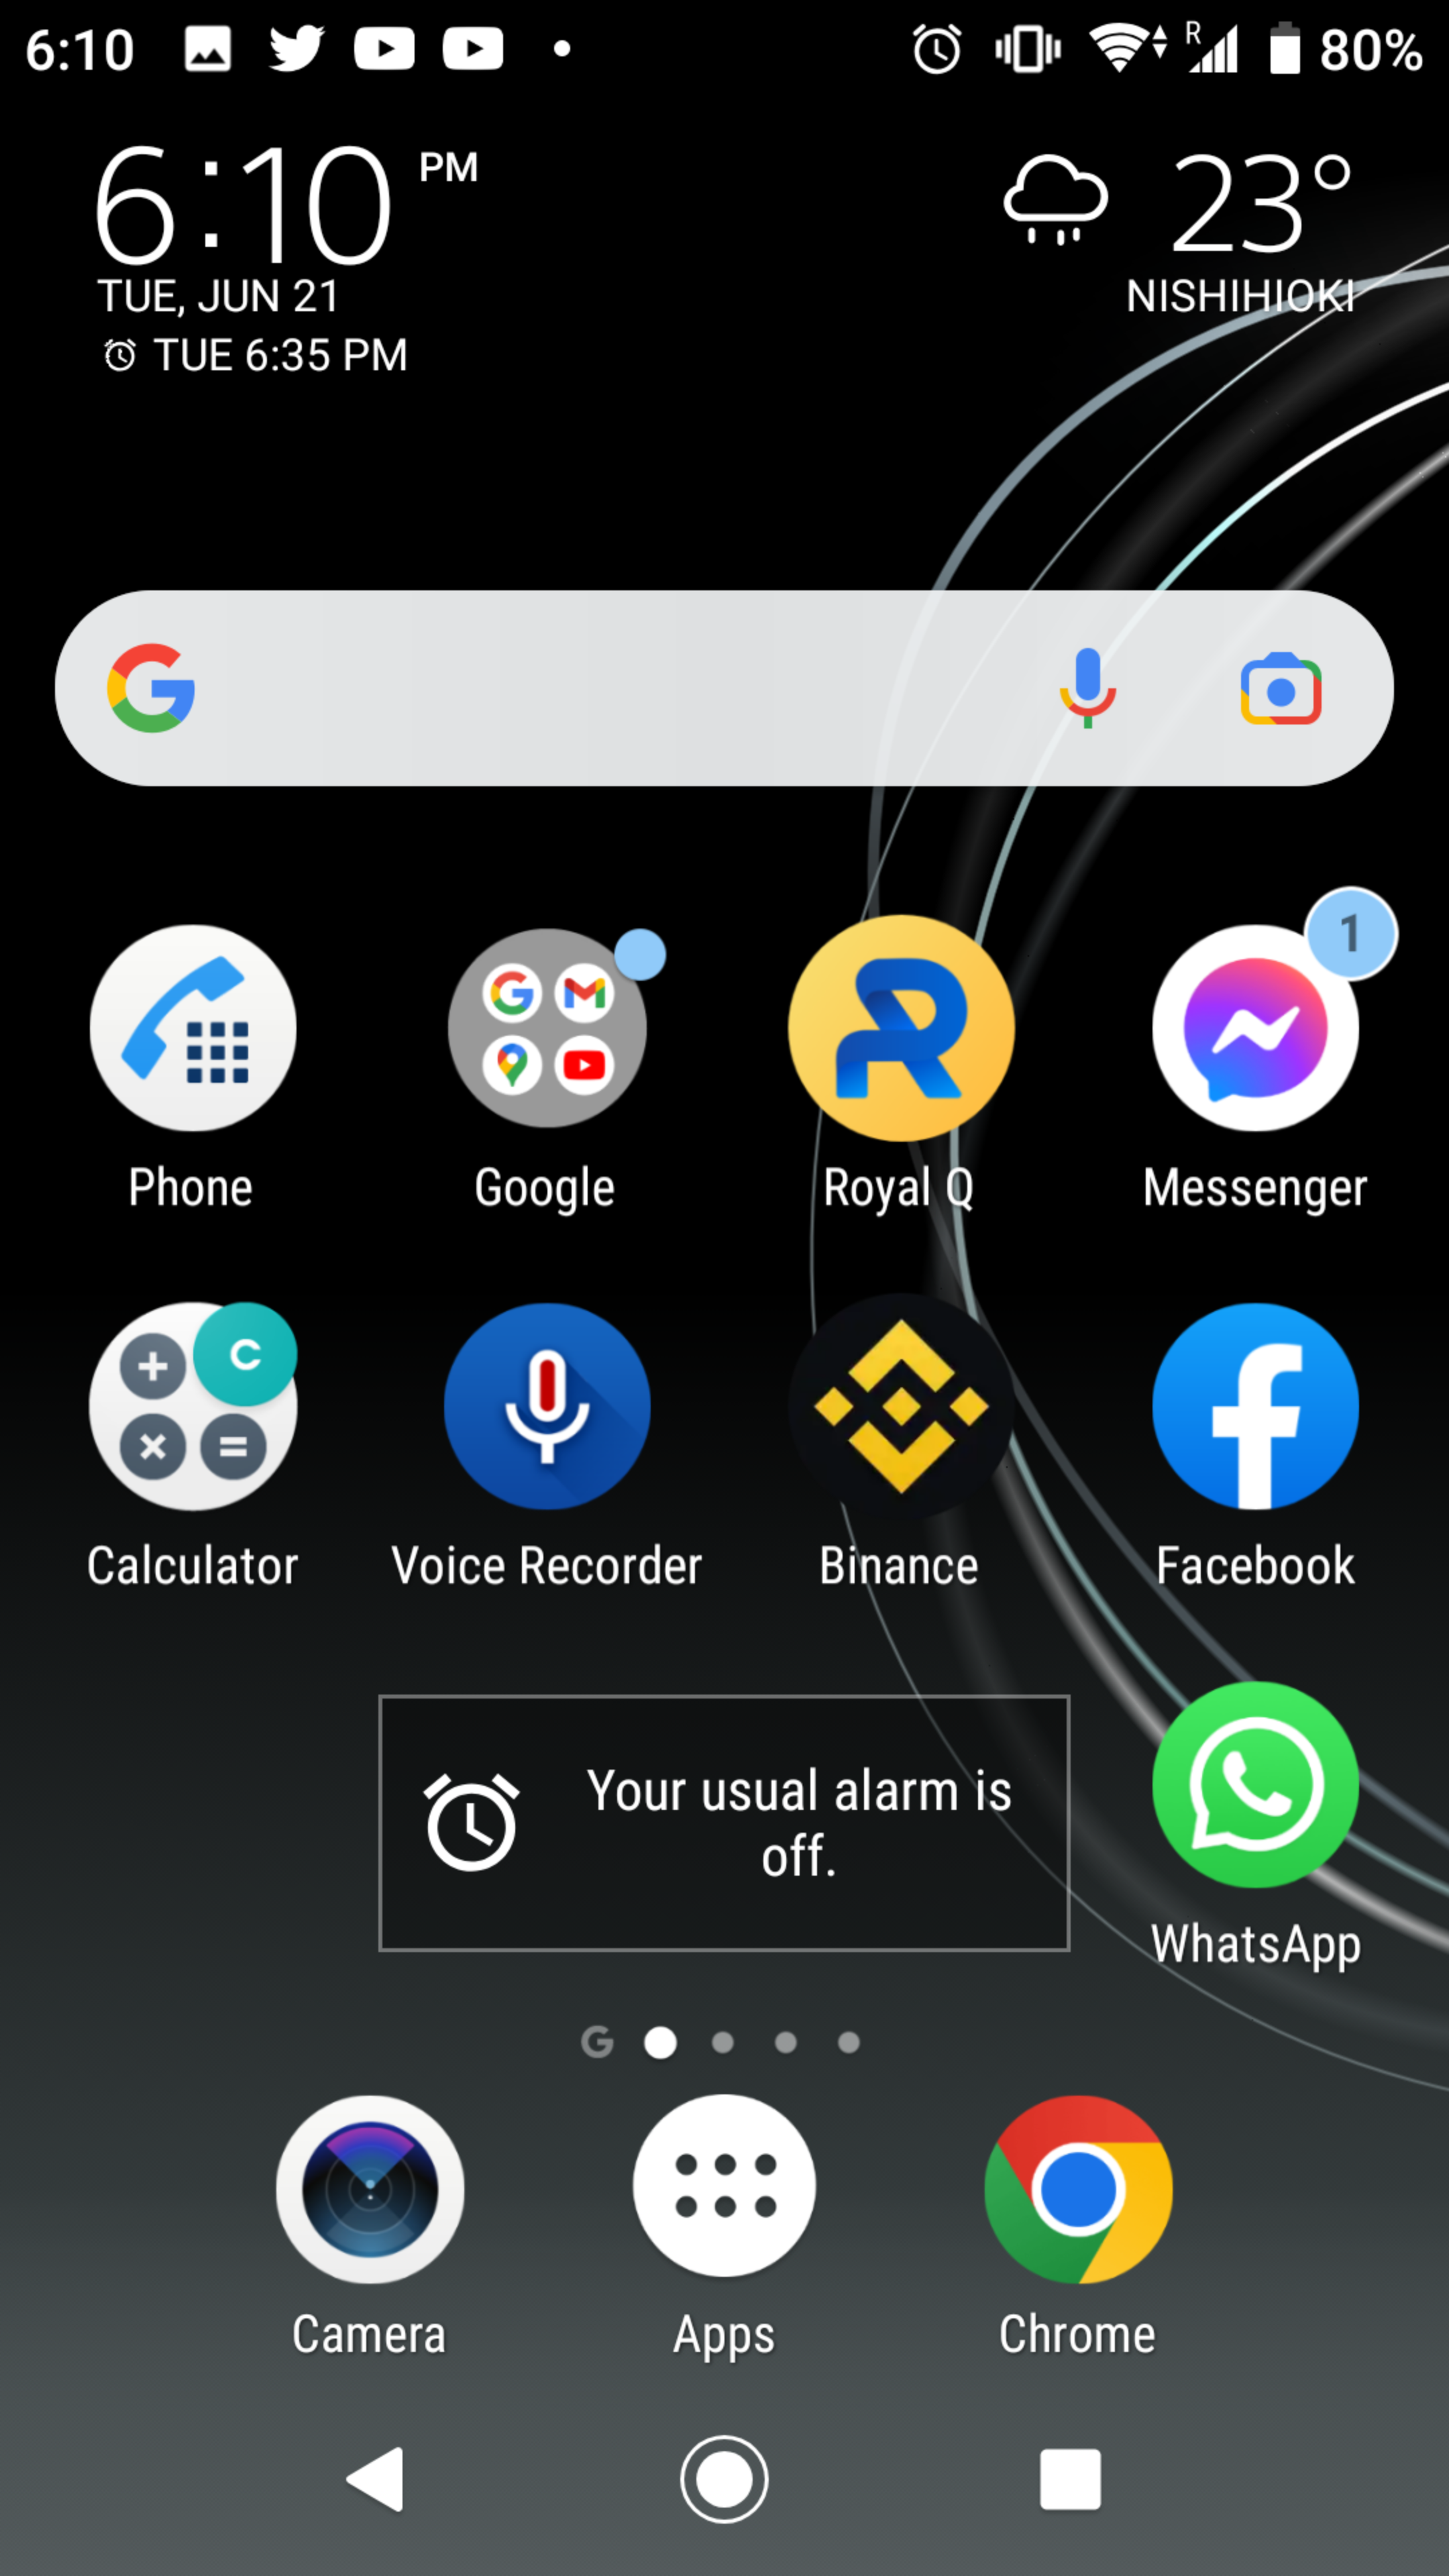 6:10
R
80%
6:10 PM
23°
TUE, JUN 21
NISHIHIOKI
TUE 6:35 PM
1
Phone
Google
Royal Q
Messenger
C
Calculator
Voice Recorder
Binance
Facebook
Your usual alarm is
off.
WhatsApp
Camera
Apps
Chrome